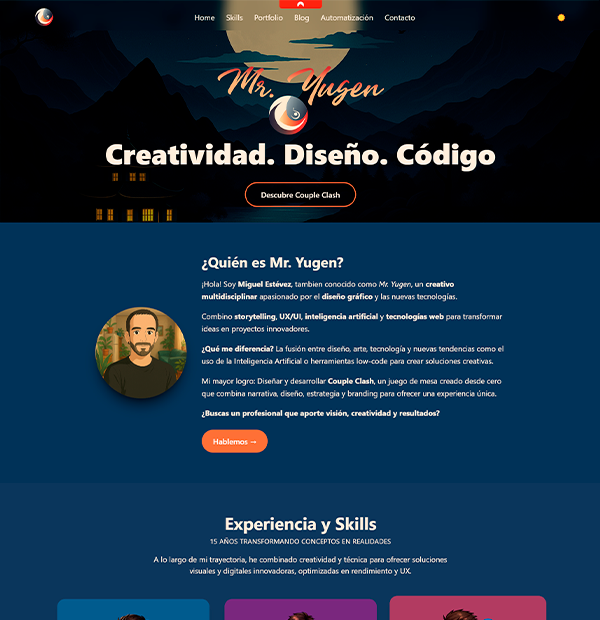 Home Skills Portfolio Blog Automatización Contacto
Mr. Yugen
Creatividad. Diseño. Código
Descubre Couple Clash
¿Quién es Mr. Yugen?
¡Hola! Soy Miguel Estévez, tambien conocido como Mr. Yugen, un creativo
multidisciplinar apasionado por el diseño gráfico y las nuevas tecnologías.
Combino storytelling, UX/UI, inteligencia artificial y tecnologías web para transformar
ideas en proyectos innovadores.
¿Qué me diferencia? La fusión entre diseño, arte, tecnología y nuevas tendencias como el
uso de la Inteligencia Artificial o herramientas low-code para crear soluciones creativas.
Mi mayor logro: Diseñar y desarrollar Couple Clash, un juego de mesa creado desde cero
que combina narrativa, diseño, estrategia y branding para ofrecer una experiencia única.
¿Buscas un profesional que aporte visión, creatividad y resultados?
Hablemos →
Experiencia y Skills
15 AÑOS TRANSFORMANDO CONCEPTOS EN REALIDADES
A lo largo de mi trayectoria, he combinado creatividad y técnica para ofrecer soluciones
visuales y digitales innovadoras, optimizadas en rendimiento y UX.